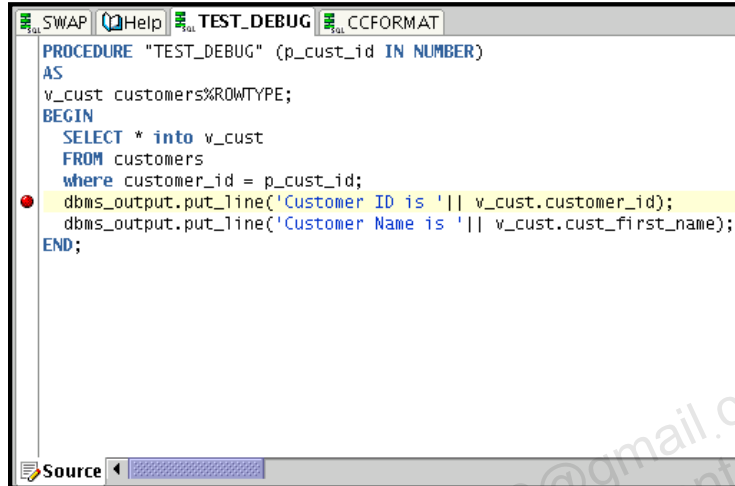 SWAP Help TEST_DEBUG CCFORMAT
PROCEDURE "TEST_DEBUG" (p_cust_id IN NUMBER)
AS
v_cust customers%ROWTYPE;
BEGIN
SELECT * into v_cust
FROM customers
where customer_id = p_cust_id;
dbms_output.put_line('Customer ID is '|| v_cust.customer_id);
dbms_output.put_line('Customer Name is '|| v_cust.cust_first_name);
END;
Source